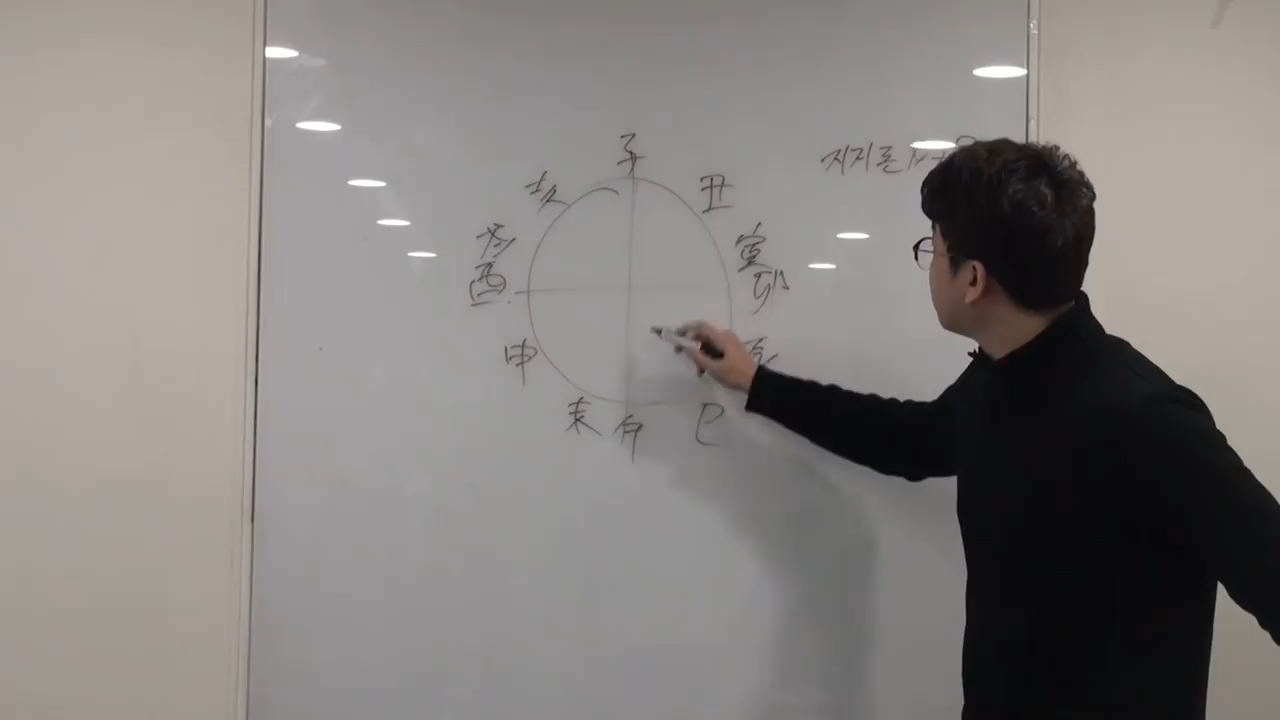 子
丑
寅
卯
辰
巳
午
未
申
酉
戌
亥
지지론